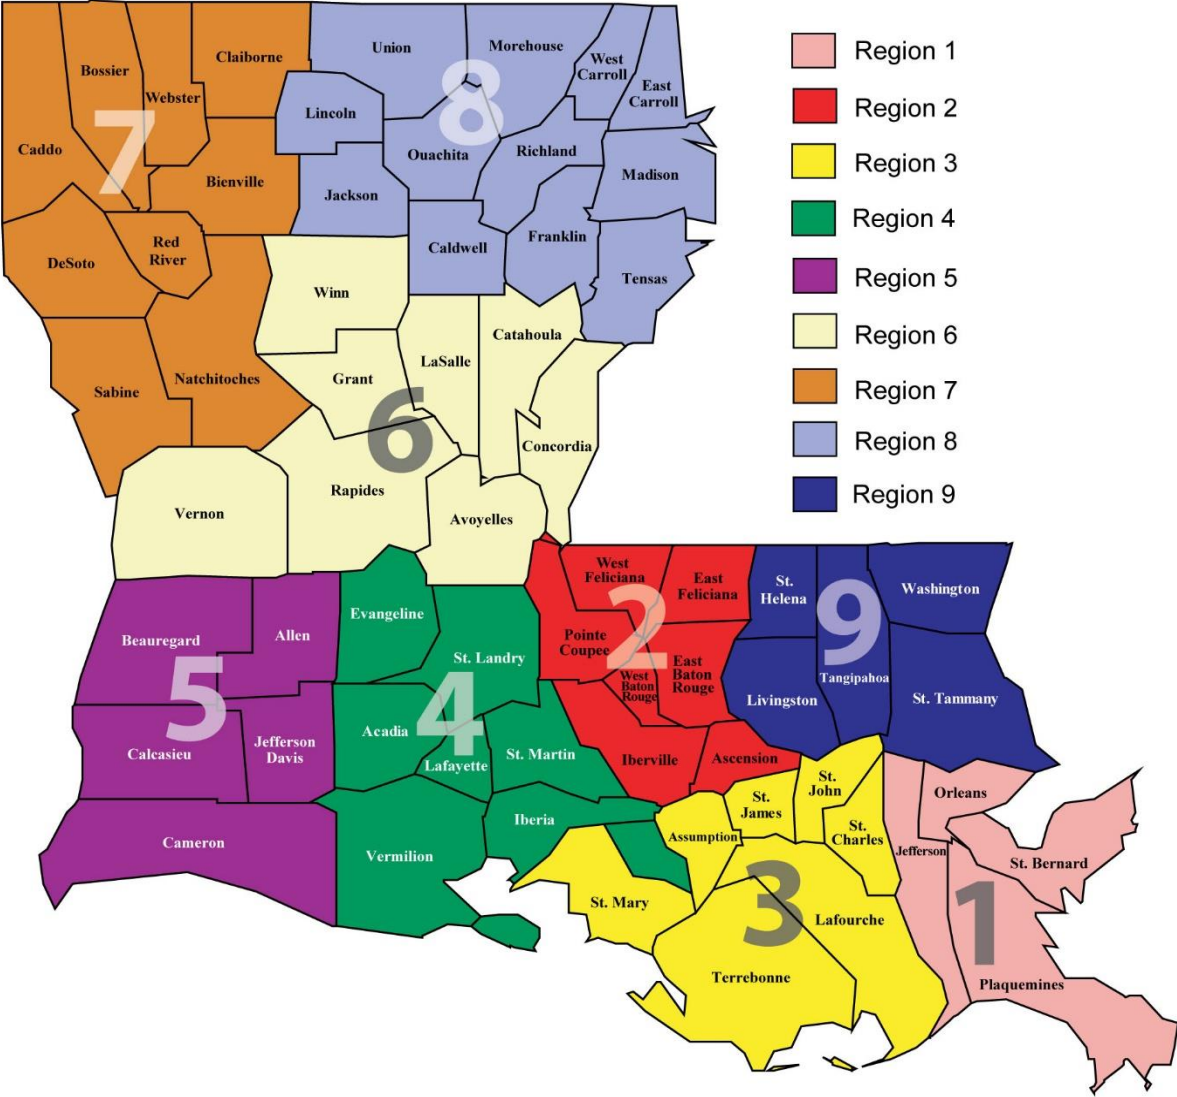 Region 1
Region 2
Region 3
Region 4
Region 5
Region 6
Region 7
Region 8
Region 9
7
Caddo
Bossier
Webster
Claiborne
Bienville
DeSoto
Red
River
Sabine
Natchitoches
8
Union
Morehouse
West
Carroll
East
Carroll
Lincoln
Ouachita
Richland
Madison
Jackson
Caldwell
Franklin
Tensas
6
Winn
Grant
LaSalle
Catahoula
Concordia
Vernon
Rapides
Avoyelles
5
Beauregard
Allen
Calcasieu
Jefferson
Davis
Cameron
4
Evangeline
St. Landry
Acadia
Lafayette
St. Martin
Iberia
Vermilion
2
West
Feliciana
East
Feliciana
Pointe
Coupee
West
Baton
Rouge
East
Baton
Rouge
Iberville
Ascension
9
St.
Helena
Washington
Tangipahoa
Livingston
St. Tammany
3
St.
John
St.
James
St.
Charles
Assumption
St. Mary
Lafourche
Terrebonne
1
Orleans
Jefferson
St. Bernard
Plaquemines